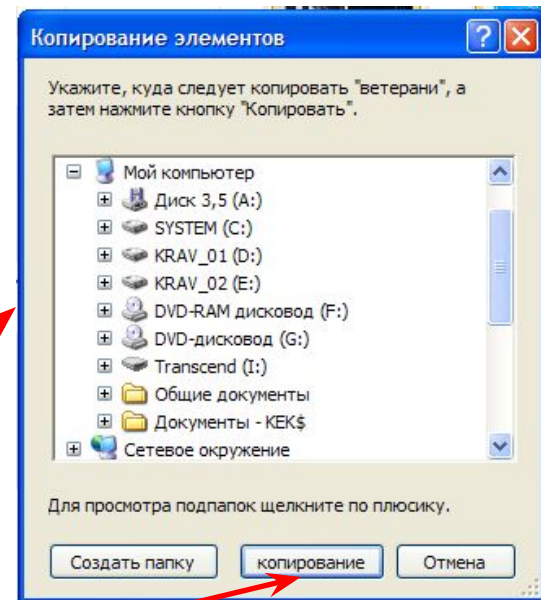 Копирование элементов
Укажите, куда следует копировать "ветерани", а
затем нажмите кнопку "Копировать".
Мой компьютер
Диск 3,5 (A:)
SYSTEM (C:)
KRAV_01 (D:)
KRAV_02 (E:)
DVD-RAM дисковод (F:)
DVD-дисковод (G:)
Transcend (I:)
Общие документы
Документы - KEK$
Сетевое окружение
Для просмотра подпапок щелкните по плюсику.
Создать папку копирование Отмена